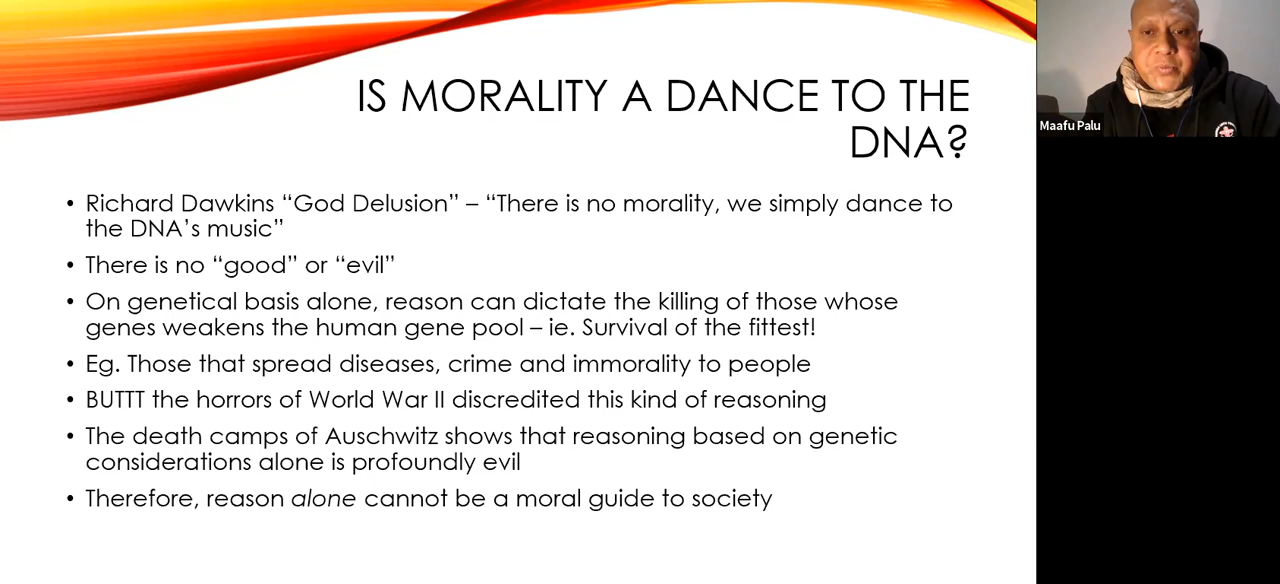 IS MORALITY A DANCE TO THE
DNA?
Maafu Palu
• Richard Dawkins “God Delusion” – “There is no morality, we simply dance to
the DNA’s music”
• There is no “good” or “evil”
• On genetical basis alone, reason can dictate the killing of those whose
genes weakens the human gene pool – ie. Survival of the fittest!
• Eg. Those that spread diseases, crime and immorality to people
• BUTTT the horrors of World War II discredited this kind of reasoning
• The death camps of Auschwitz shows that reasoning based on genetic
considerations alone is profoundly evil
• Therefore, reason alone cannot be a moral guide to society